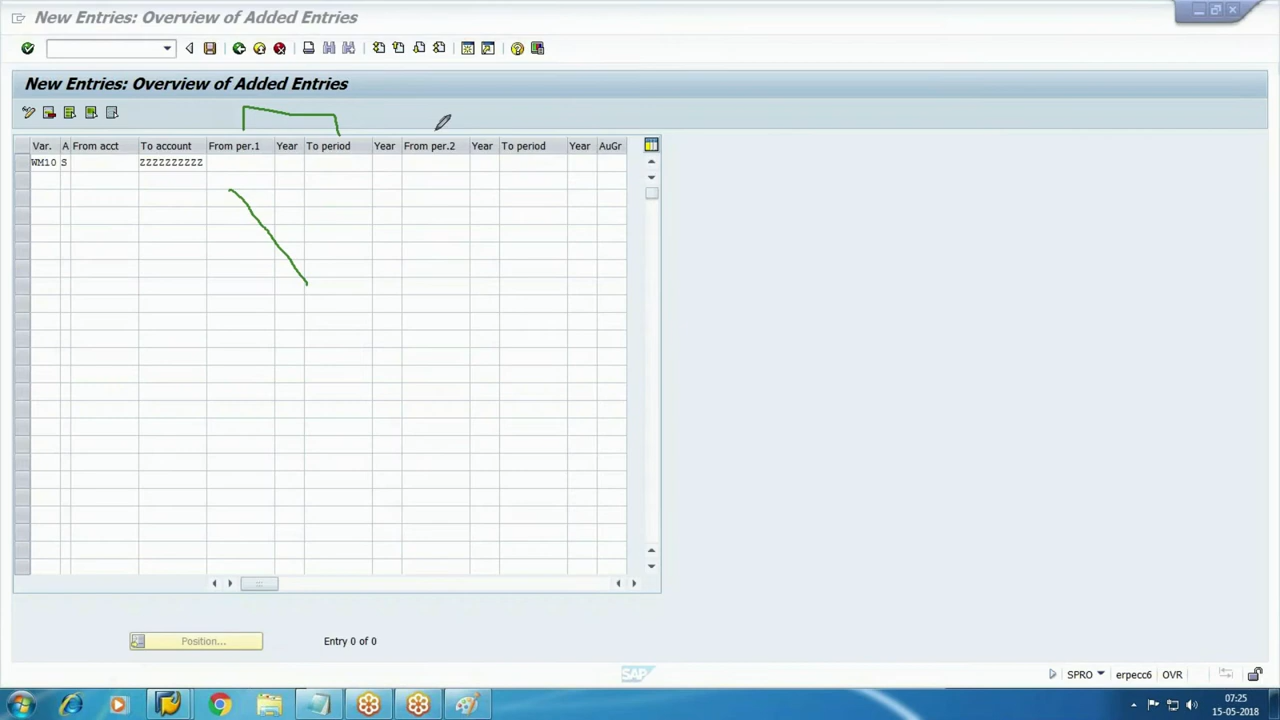 New Entries: Overview of Added Entries
New Entries: Overview of Added Entries
Var. A From acct To account From per.1 Year To period Year From per.2 Year To period Year AuGr
WM10 S ZZZZZZZZZZ
Position... Entry 0 of 0
SAP
SPRO erpecc6 OVR
07:25
15-05-2018